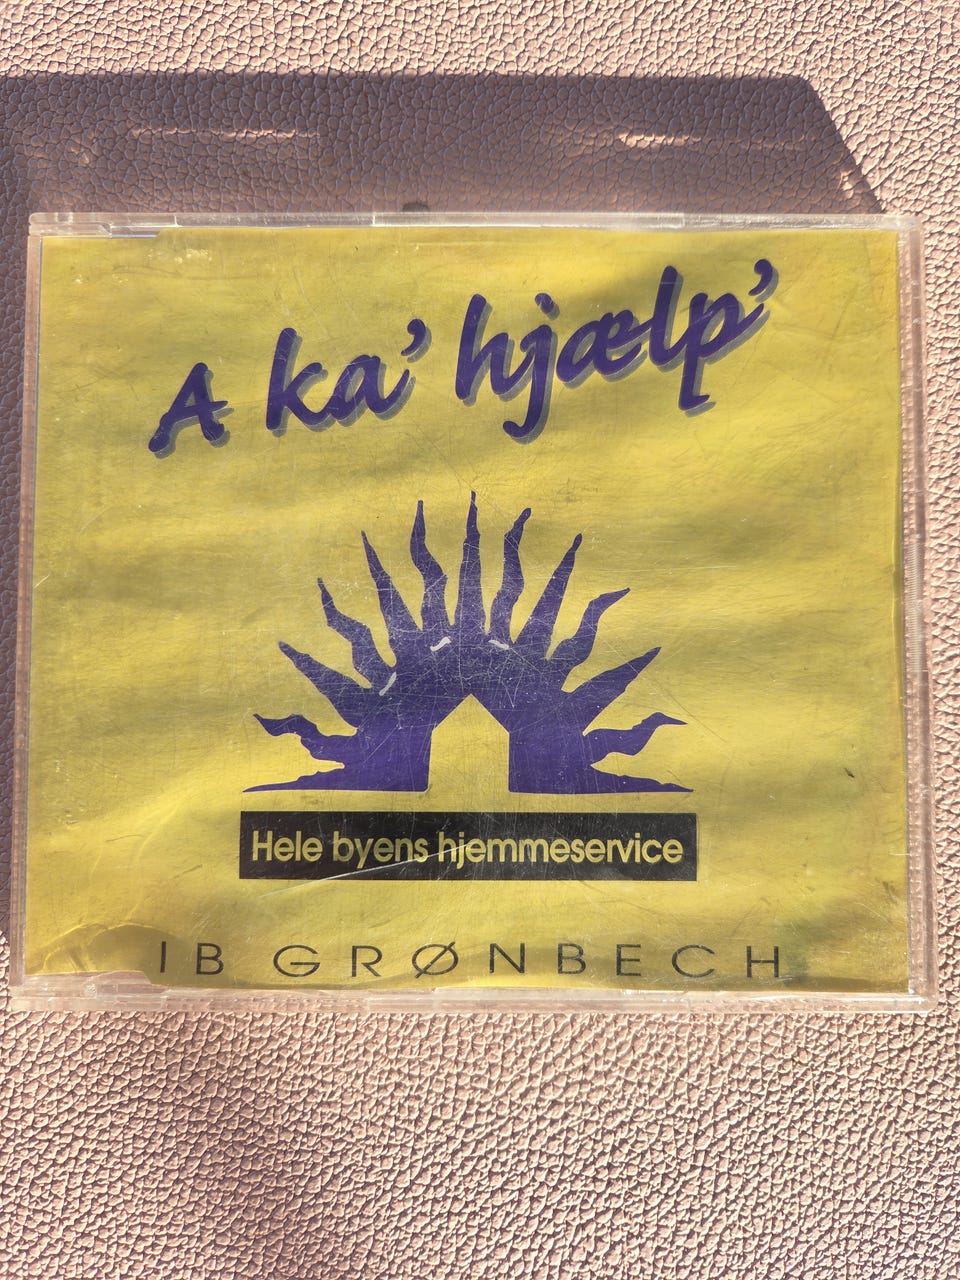 A ka’ hjælp’
Hele byens hjemmeservice
IB GRØNBECH